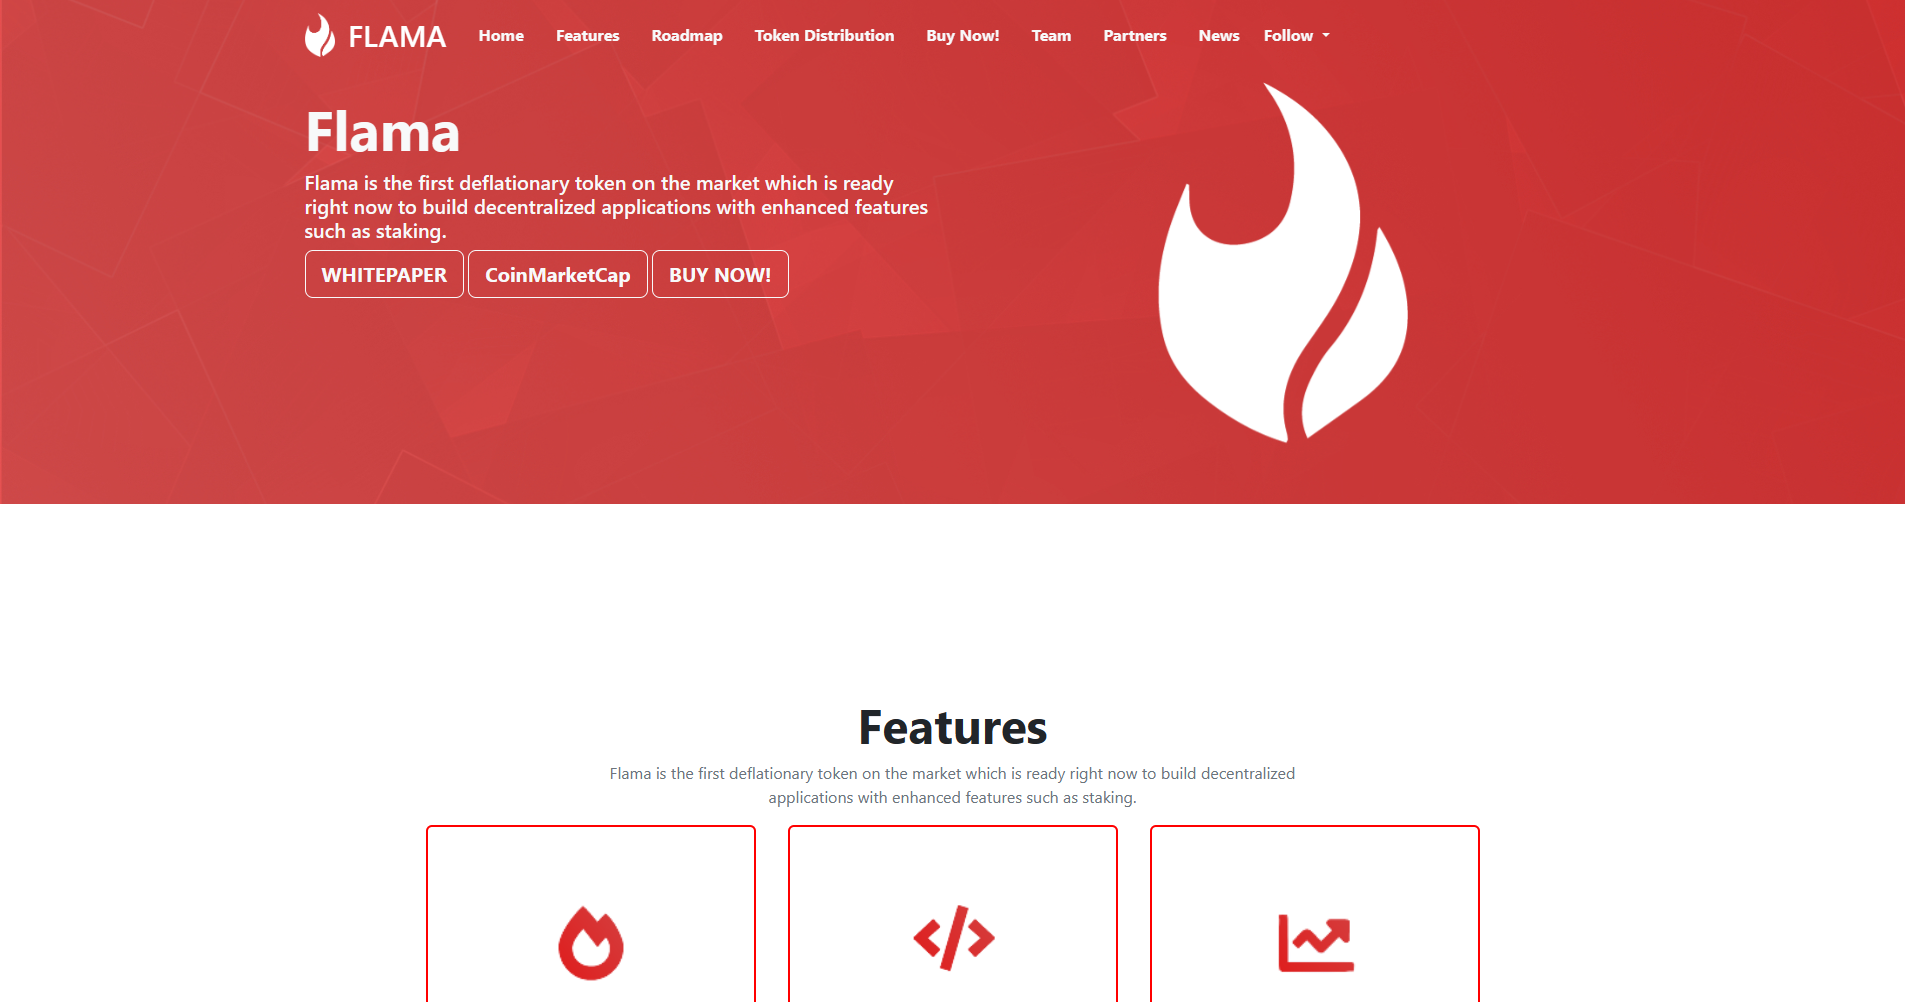 FLAMA Home Features Roadmap Token Distribution Buy Now! Team Partners News Follow
Flama
Flama is the first deflationary token on the market which is ready
right now to build decentralized applications with enhanced features
such as staking.
WHITEPAPER CoinMarketCap BUY NOW!
Features
Flama is the first deflationary token on the market which is ready right now to build decentralized
applications with enhanced features such as staking.